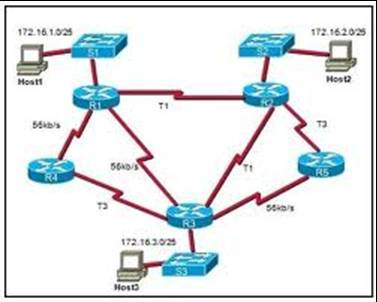 172.16.1.0/25
S1
172.16.2.0/25
S2
Host1
Host2
R1
R2
T1
56kb/s
T3
56kb/s
T1
R4
R5
T3
56kb/s
R3
172.16.3.0/25
S3
Host3